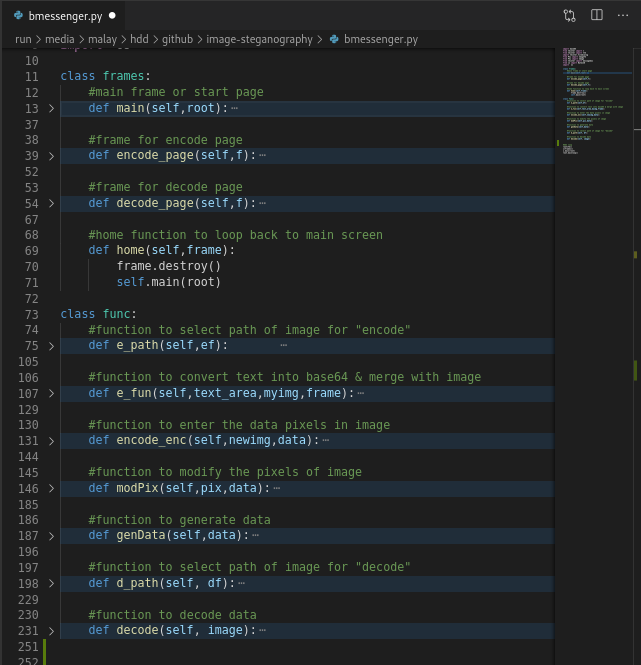 bmessenger.py ●
run > media > malay > hdd > github > image-steganography > bmessenger.py
10
11 class frames:
12 #main frame or start page
13 > def main(self,root):⋯
37
38 #frame for encode page
39 > def encode_page(self,f):⋯
52
53 #frame for decode page
54 > def decode_page(self,f):⋯
67
68 #home function to loop back to main screen
69 def home(self,frame):
70 frame.destroy()
71 self.main(root)
72
73 class func:
74 #function to select path of image for "encode"
75 > def e_path(self,ef): ⋯
105
106 #function to convert text into base64 & merge with image
107 > def e_fun(self,text_area,myimg,frame):⋯
129
130 #function to enter the data pixels in image
131 > def encode_enc(self,newimg,data):⋯
144
145 #function to modify the pixels of image
146 > def modPix(self,pix,data):⋯
185
186 #function to generate data
187 > def genData(self,data):⋯
196
197 #function to select path of image for "decode"
198 > def d_path(self, df):⋯
229
230 #function to decode data
231 > def decode(self, image):⋯
251
252